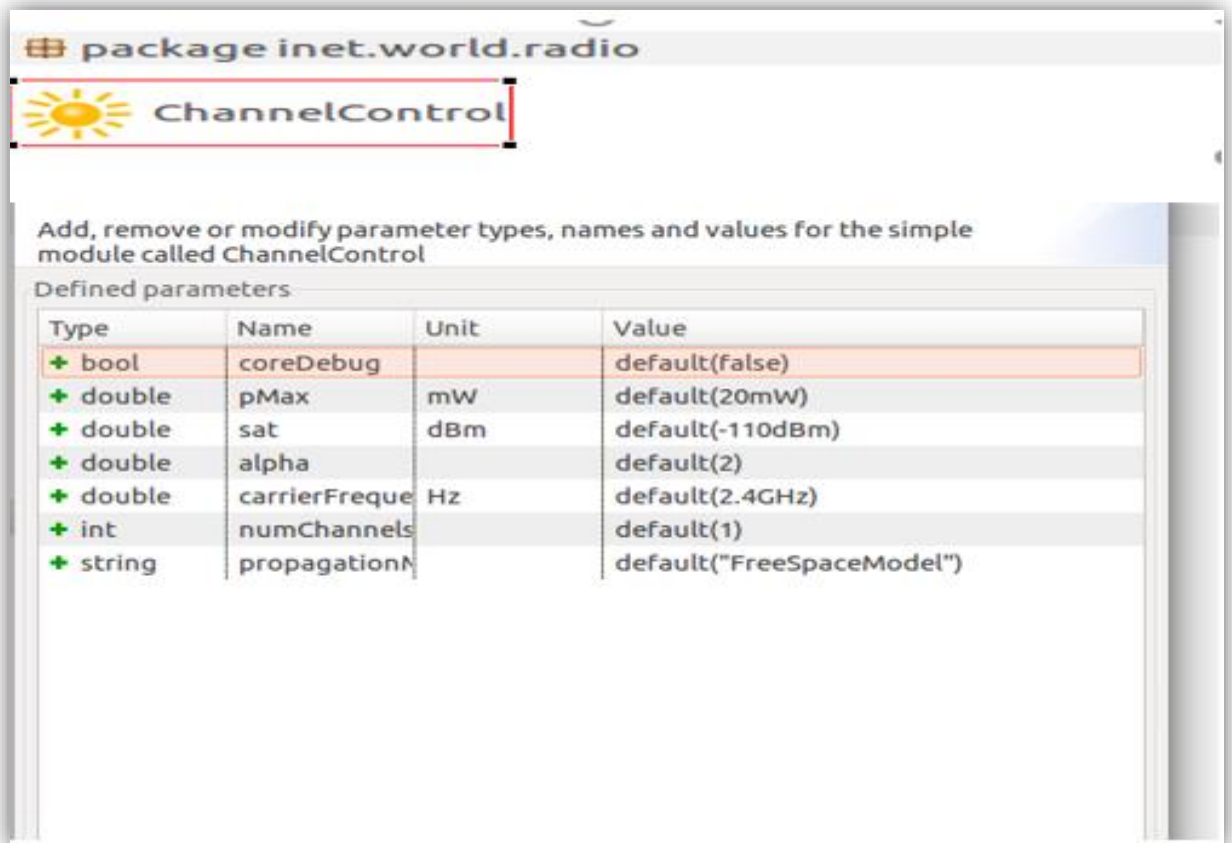 package inet.world.radio
ChannelControl
Add, remove or modify parameter types, names and values for the simple
module called ChannelControl
Defined parameters
Type Name Unit Value
bool coreDebug default(false)
double pMax mW default(20mW)
double sat dBm default(-110dBm)
double alpha default(2)
double carrierFreque Hz default(2.4GHz)
int numChannels default(1)
string propagationM default("FreeSpaceModel")